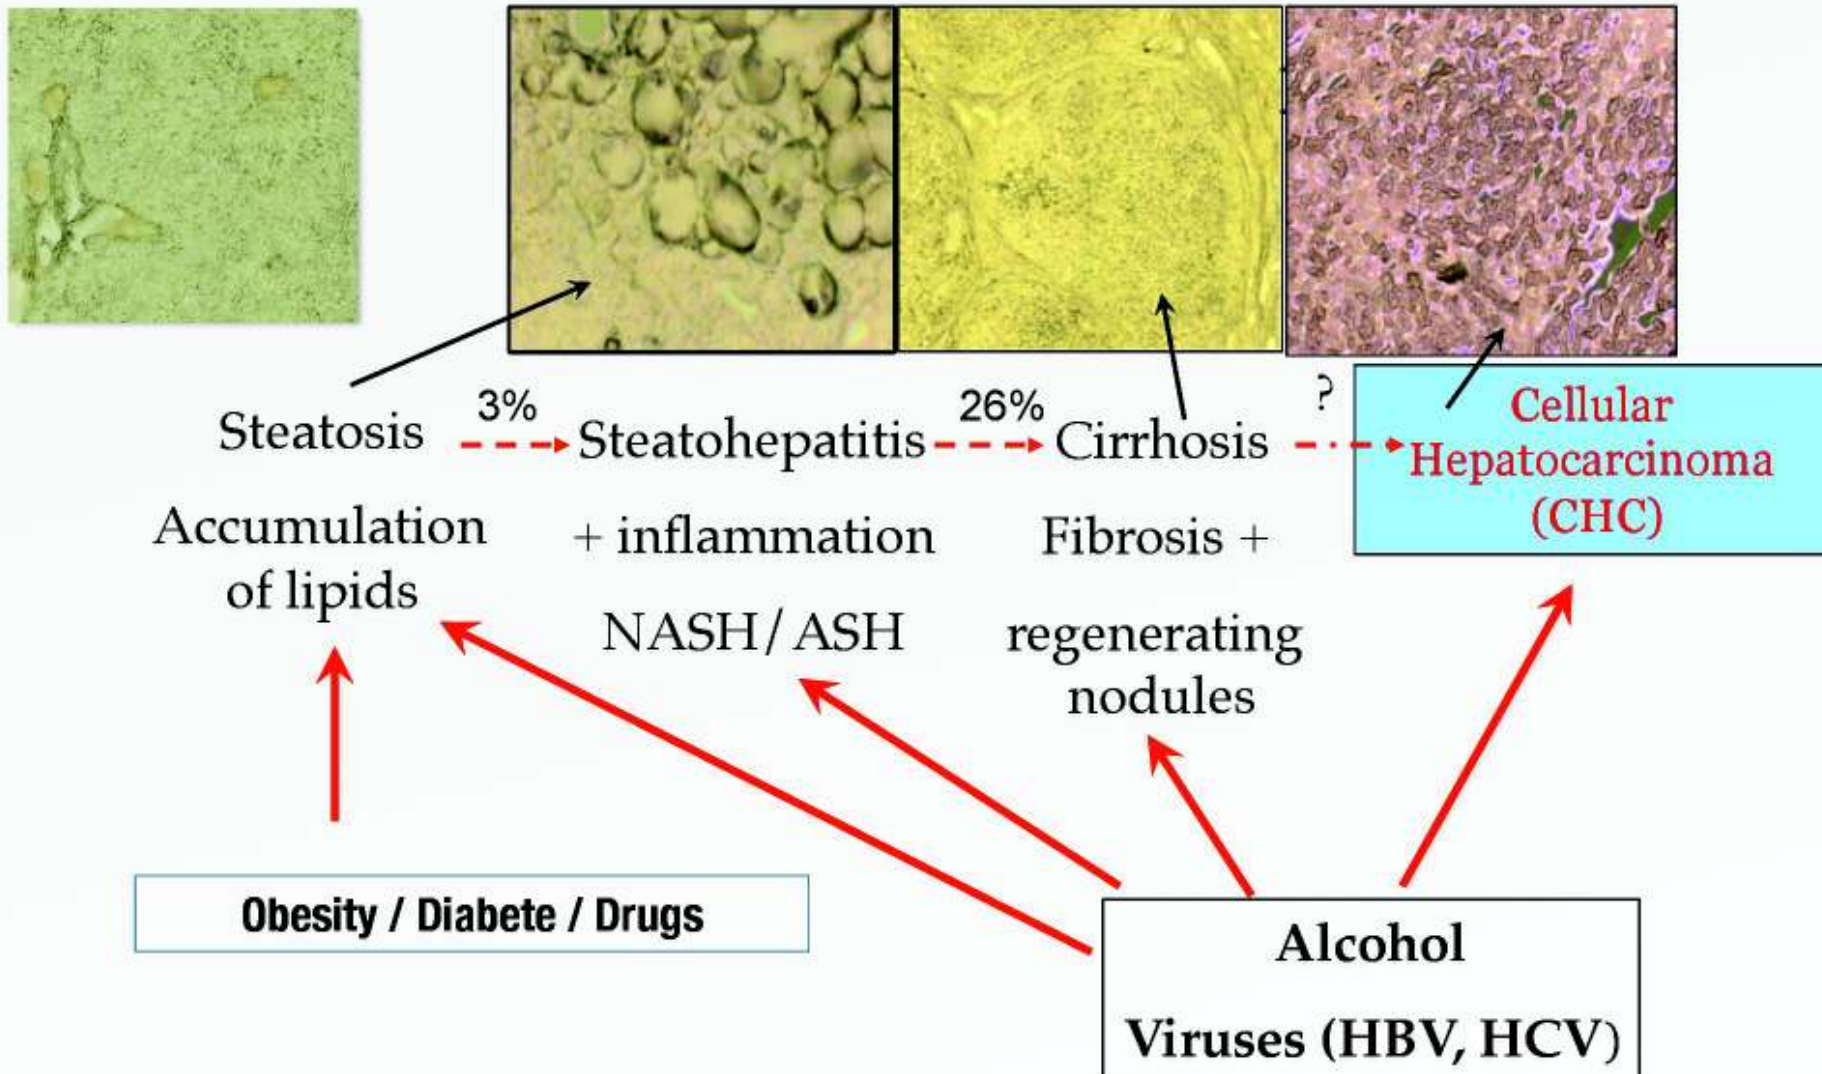 3%
26%
?
Steatosis
Steatohepatitis
Cirrhosis
Cellular
Hepatocarcinoma
(CHC)
Accumulation
of lipids
+ inflammation
NASH/ASH
Fibrosis +
regenerating
nodules
Obesity / Diabete / Drugs
Alcohol
Viruses (HBV, HCV)